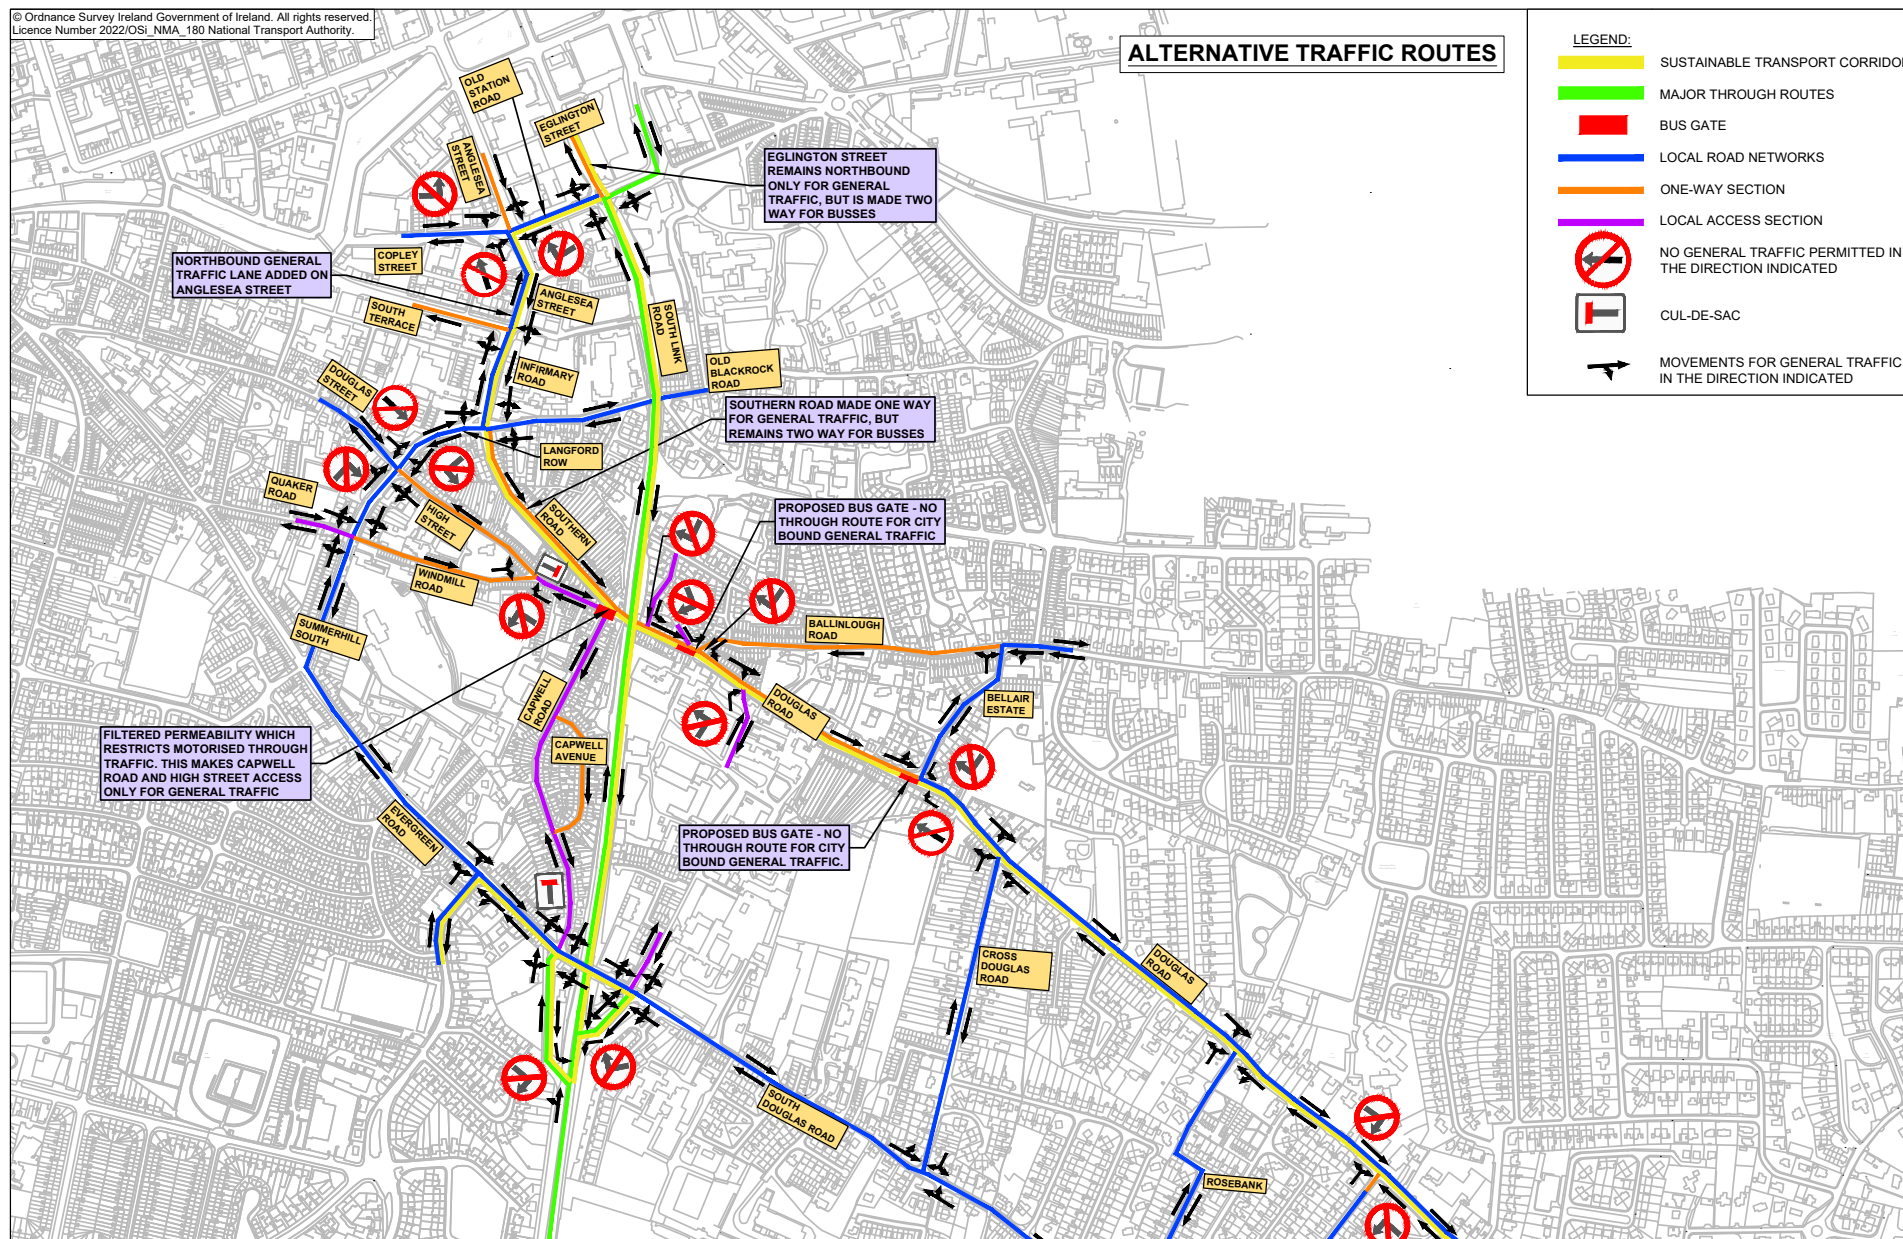 © Ordnance Survey Ireland Government of Ireland. All rights reserved.
Licence Number 2022/OSi_NMA_180 National Transport Authority.
ALTERNATIVE TRAFFIC ROUTES
LEGEND:
SUSTAINABLE TRANSPORT CORRIDO
MAJOR THROUGH ROUTES
BUS GATE
LOCAL ROAD NETWORKS
ONE-WAY SECTION
LOCAL ACCESS SECTION
NO GENERAL TRAFFIC PERMITTED IN
THE DIRECTION INDICATED
CUL-DE-SAC
MOVEMENTS FOR GENERAL TRAFFIC
IN THE DIRECTION INDICATED
OLD
STATION
ROAD
EGLINGTON
STREET
ANGLESEA
STREET
EGLINGTON STREET
REMAINS NORTHBOUND
ONLY FOR GENERAL
TRAFFIC, BUT IS MADE TWO
WAY FOR BUSSES
COPLEY
STREET
NORTHBOUND GENERAL
TRAFFIC LANE ADDED ON
ANGLESEA STREET
ANGLESEA
STREET
SOUTH
TERRACE
SOUTH LINK
ROAD
INFIRMARY
ROAD
OLD
BLACKROCK
ROAD
DOUGLAS
STREET
SOUTHERN ROAD MADE ONE WAY
FOR GENERAL TRAFFIC, BUT
REMAINS TWO WAY FOR BUSSES
LANGFORD
ROW
QUAKER
ROAD
HIGH
STREET
SOUTHERN
ROAD
PROPOSED BUS GATE - NO
THROUGH ROUTE FOR CITY
BOUND GENERAL TRAFFIC
WINDMILL
ROAD
SUMMERHILL
SOUTH
BALLINLOUGH
ROAD
CAPWELL
ROAD
DOUGLAS
ROAD
BELLAIR
ESTATE
FILTERED PERMEABILITY WHICH
RESTRICTS MOTORISED THROUGH
TRAFFIC. THIS MAKES CAPWELL
ROAD AND HIGH STREET ACCESS
ONLY FOR GENERAL TRAFFIC
CAPWELL
AVENUE
EVERGREEN
ROAD
PROPOSED BUS GATE - NO
THROUGH ROUTE FOR CITY
BOUND GENERAL TRAFFIC.
CROSS
DOUGLAS
ROAD
DOUGLAS
ROAD
SOUTH
DOUGLAS ROAD
ROSEBANK